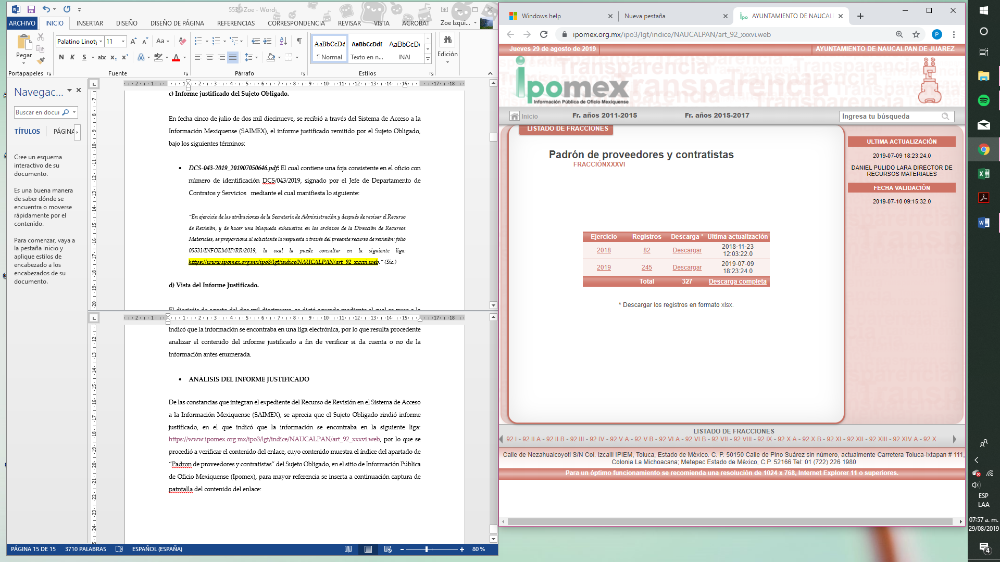 5531-Zoe - Word
ARCHIVO INICIO INSERTAR DISEÑO DISEÑO DE PÁGINA REFERENCIAS CORRESPONDENCIA REVISAR VISTA ACROBAT Zoe Izqui...
Pegar
Palatino Linoty 11
N K S abc x₂ x²
AaBbCcDc AaBbCcDdE AaBbCcDc
¶ Normal Texto en n... INAI
Edición
Portapapeles Fuente Párrafo Estilos
Navegac...
Buscar en docur
TÍTULOS PÁGINA
Cree un esquema
interactivo de su
documento.
Es una buena manera
de saber dónde se
encuentra o moverse
rápidamente por el
contenido.
Para comenzar, vaya a
la pestaña Inicio y
aplique estilos de
encabezado a los
encabezados de su
documento.
c) Informe justificado del Sujeto Obligado.
En fecha cinco de julio de dos mil diecinueve, se recibió a través del Sistema de Acceso a la
Información Mexiquense (SAIMEX), el informe justificado remitido por el Sujeto Obligado,
bajo los siguientes términos:
• DCS-043-2019_201907050646.pdf: El cual contiene una foja consistente en el oficio con
número de identificación DCS/043/2019, signado por el Jefe de Departamento de
Contratos y Servicios mediante el cual manifiesta lo siguiente:
“En ejercicio de las atribuciones de la Secretaría de Administración y después de revisar el Recurso
de Revisión, y de hacer una búsqueda exhaustiva en los archivos de la Dirección de Recursos
Materiales, se proporciona al solicitante la respuesta a través del presente recurso de revisión: folio
05531/INFOEM/IP/RR/2019, la cual la puede consultar en la siguiente liga:
https://www.ipomex.org.mx/ipo3/lgt/indice/NAUCALPAN/art_92_xxxvi.web.” (Sic.)
d) Vista del Informe Justificado.
El dieciséis de agosto del dos mil diecinueve, se dictó acuerdo mediante el cual se puso a la
indicó que la información se encontraba en una liga electrónica, por lo que resulta procedente
analizar el contenido del informe justificado a fin de verificar si da cuenta o no de la
información antes enumerada.
• ANÁLISIS DEL INFORME JUSTIFICADO
De las constancias que integran el expediente del Recurso de Revisión en el Sistema de Acceso
a la Información Mexiquense (SAIMEX), se aprecia que el Sujeto Obligado rindió informe
justificado, en el que indicó que la información se encontraba en la siguiente liga:
https://www.ipomex.org.mx/ipo3/lgt/indice/NAUCALPAN/art_92_xxxvi.web, por lo que se
procedió a verificar el contenido del enlace, cuyo contenido muestra el índice del apartado de
“Padron de proveedores y contratistas” del Sujeto Obligado, en el sitio de Información Pública
de Oficio Mexiquense (Ipomex), para mayor referencia se inserta a continuación captura de
patntalla del contenido del enlace:
PÁGINA 15 DE 15 3710 PALABRAS ESPAÑOL (ESPAÑA) 80 %
Windows help Nueva pestaña AYUNTAMIENTO DE NAUCAL
ipomex.org.mx/ipo3/lgt/indice/NAUCALPAN/art_92_xxxvi.web
P
Jueves 29 de agosto de 2019 AYUNTAMIENTO DE NAUCALPAN DE JUAREZ
Transparencia
ipomex
Información Pública de Oficio Mexiquense
Inicio Fr. años 2011-2015 Fr. años 2015-2017 Ingresa tu búsqueda
LISTADO DE FRACCIONES
Padrón de proveedores y contratistas
FRACCIÓNXXXVI
Ejercicio Registros Descarga * Ultima actualización
2018 82 Descargar 2018-11-23
12:03:22.0
2019 245 Descargar 2019-07-09
18:23:24.0
Total 327 Descarga completa
* Descargar los registros en formato xlsx.
ULTIMA ACTUALIZACIÓN
2019-07-09 18:23:24.0
DANIEL PULIDO LARA DIRECTOR DE
RECURSOS MATERIALES
FECHA VALIDACIÓN
2019-07-10 09:15:32.0
LISTADO DE FRACCIONES
92 I - 92 II A - 92 II B - 92 III - 92 IV - 92 V A - 92 V B - 92 VI A - 92 VI B - 92 VII - 92 VIII - 92 IX - 92 X A - 92 X B - 92 XI - 92 XII - 92 XIII - 92 XIV A - 92 X
Calle de Nezahualcoyotl S/N Col. Izcalli IPIEM, Toluca, Estado de México. C. P. 50150 Calle de Pino Suárez sin número, actualmente Carretera Toluca-Ixtapan # 111,
Colonia La Michoacana; Metepec Estado de México, C.P. 52166 Tel: 01 (722) 226 1980
Para un óptimo funcionamiento se recomienda una resolución de 1024 x 768, Internet Explorer 11 o superiores.
ESP
LAA
07:57 a. m.
29/08/2019
4